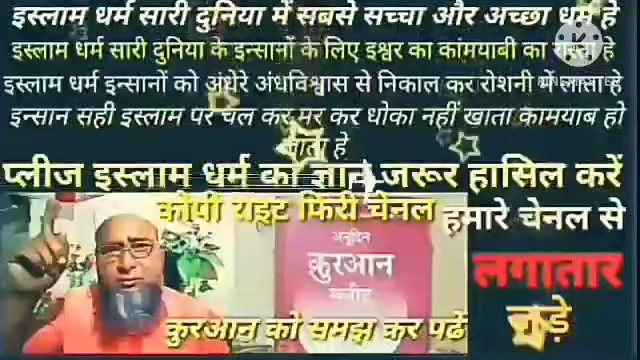 इस्लाम धर्म सारी दुनिया में सबसे सच्चा और अच्छा धर्म हे
इस्लाम धर्म सारी दुनिया के इन्सानों के लिए इश्वर का कांमयाबी का रास्ता हे
इस्लाम धर्म इन्सानों को अंधेरे अंधविश्वास से निकाल कर रोशनी में लाता हे
इन्सान सही इस्लाम पर चल कर मर कर धोका नहीं खाता कामयाब हो
जाता हे
प्लीज इस्लाम धर्म का ज्ञान जरूर हासिल करें
कोपी राइट फिरी चेनल
हमारे चेनल से
लगातार
जुड़े
अनुदित
क़ुरआन
मजीद
कुरआन को समझ कर पढे